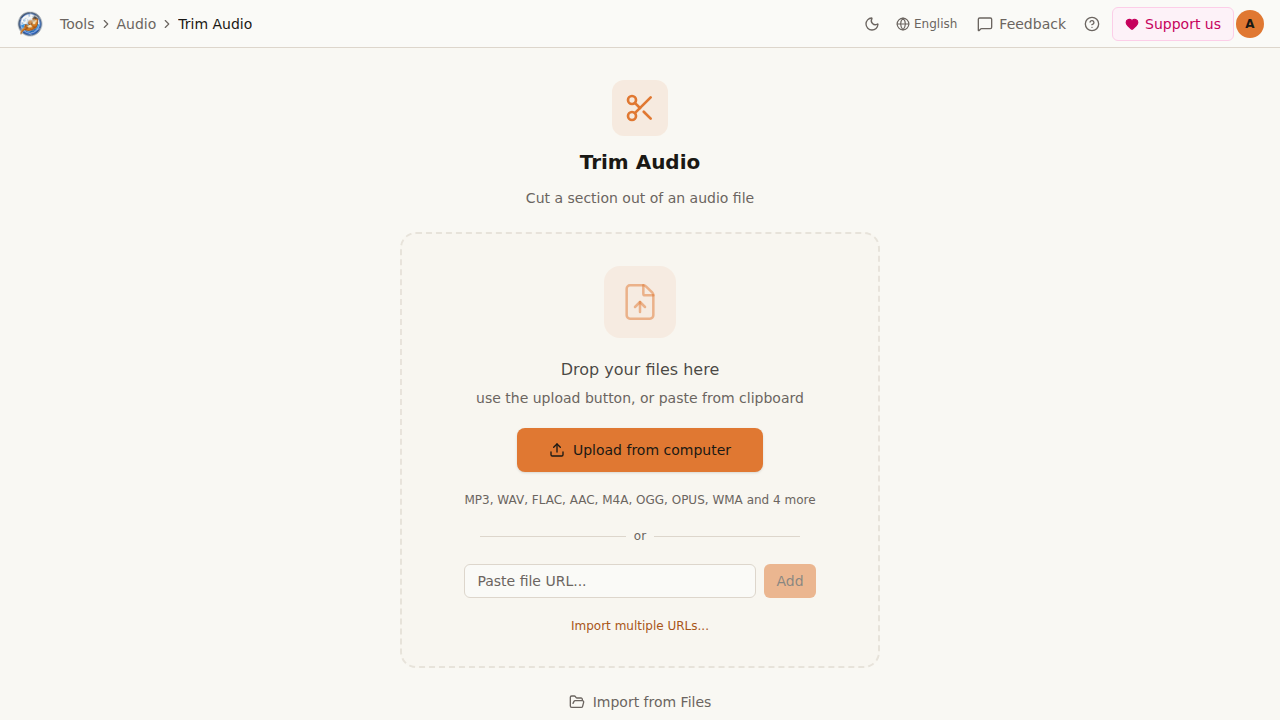 Tools > Audio > Trim Audio
English
Feedback
Support us
A
Trim Audio
Cut a section out of an audio file
Drop your files here
use the upload button, or paste from clipboard
Upload from computer
MP3, WAV, FLAC, AAC, M4A, OGG, OPUS, WMA and 4 more
or
Paste file URL...
Add
Import multiple URLs...
Import from Files